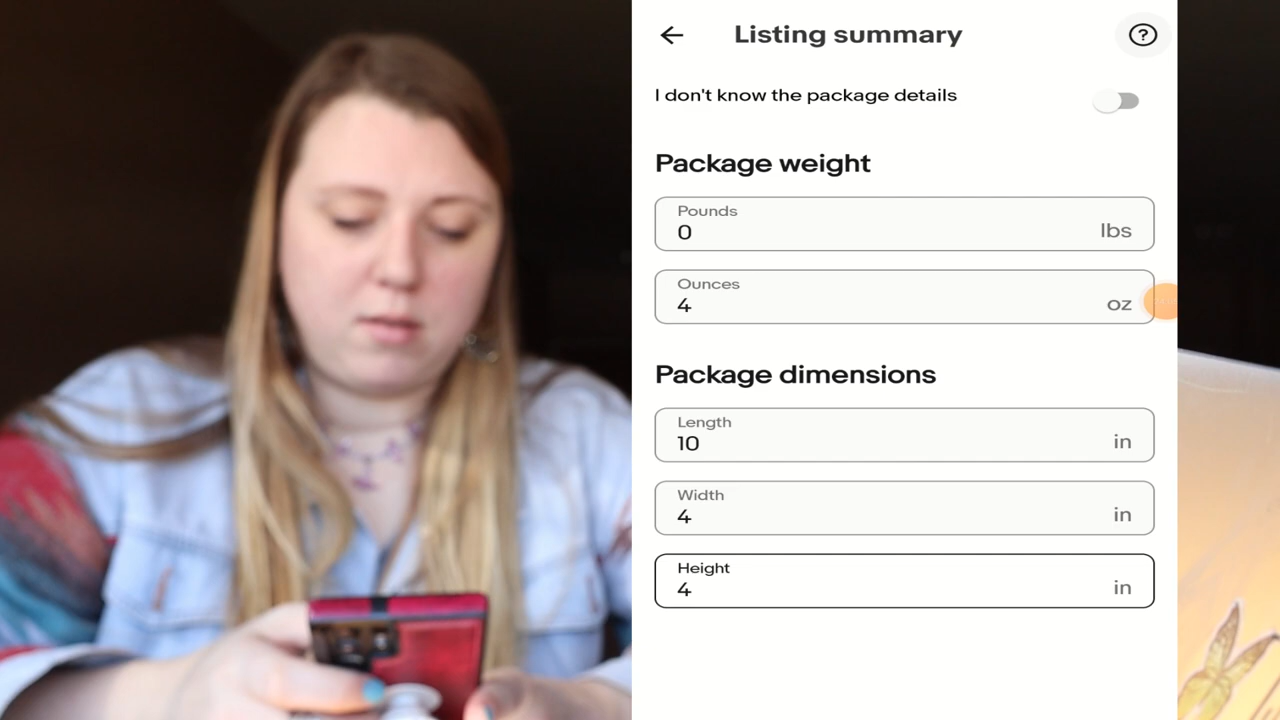 Listing summary
?
I don't know the package details
Package weight
Pounds
0 lbs
Ounces
4 oz
Package dimensions
Length
10 in
Width
4 in
Height
4 in